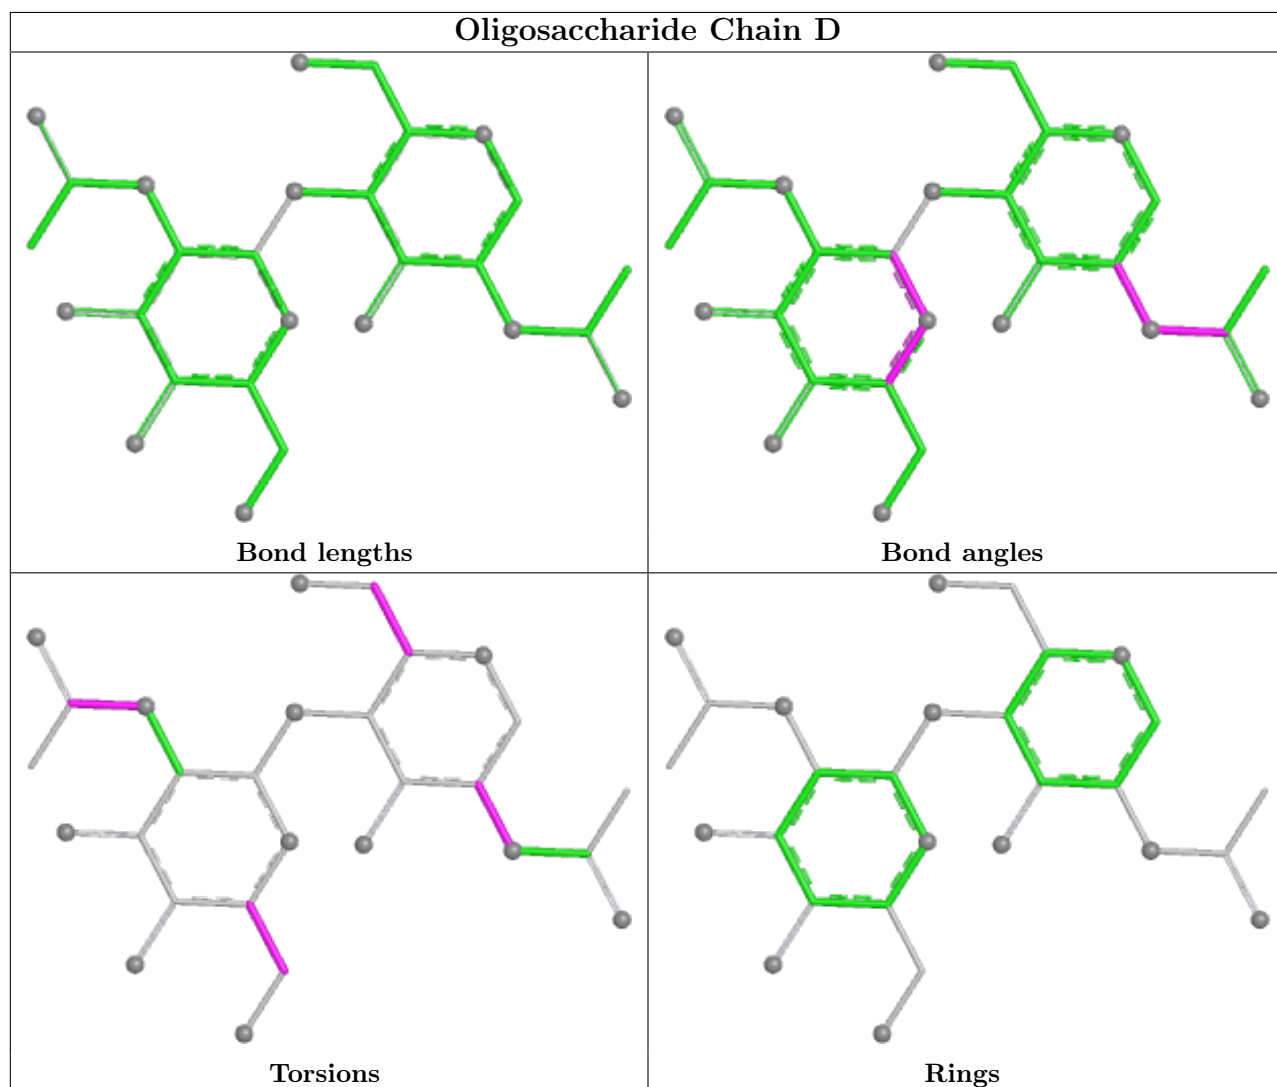 Oligosaccharide Chain D
Bond lengths
Bond angles
Torsions
Rings